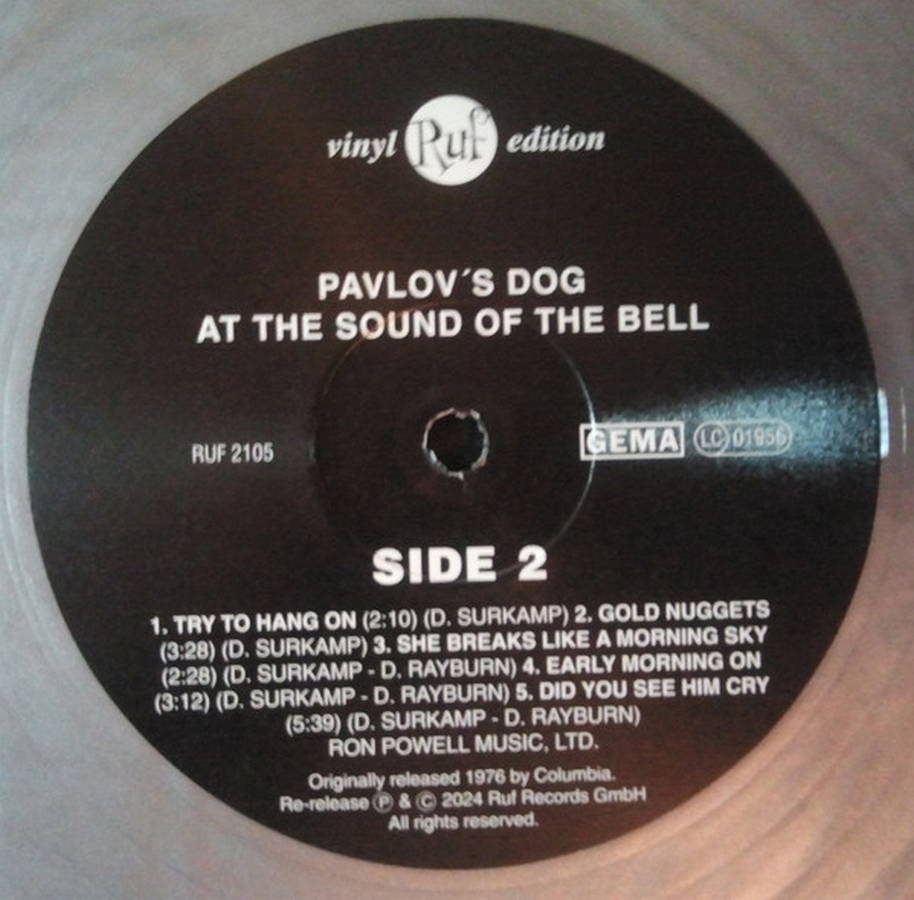 vinyl Ruf edition
PAVLOV´S DOG
AT THE SOUND OF THE BELL
RUF 2105
GEMA LC 01956
SIDE 2
1. TRY TO HANG ON (2:10) (D. SURKAMP) 2. GOLD NUGGETS
(3:28) (D. SURKAMP) 3. SHE BREAKS LIKE A MORNING SKY
(2:28) (D. SURKAMP - D. RAYBURN) 4. EARLY MORNING ON
(3:12) (D. SURKAMP - D. RAYBURN) 5. DID YOU SEE HIM CRY
(5:39) (D. SURKAMP - D. RAYBURN)
RON POWELL MUSIC, LTD.
Originally released 1976 by Columbia.
Re-release Ⓟ & © 2024 Ruf Records GmbH
All rights reserved.